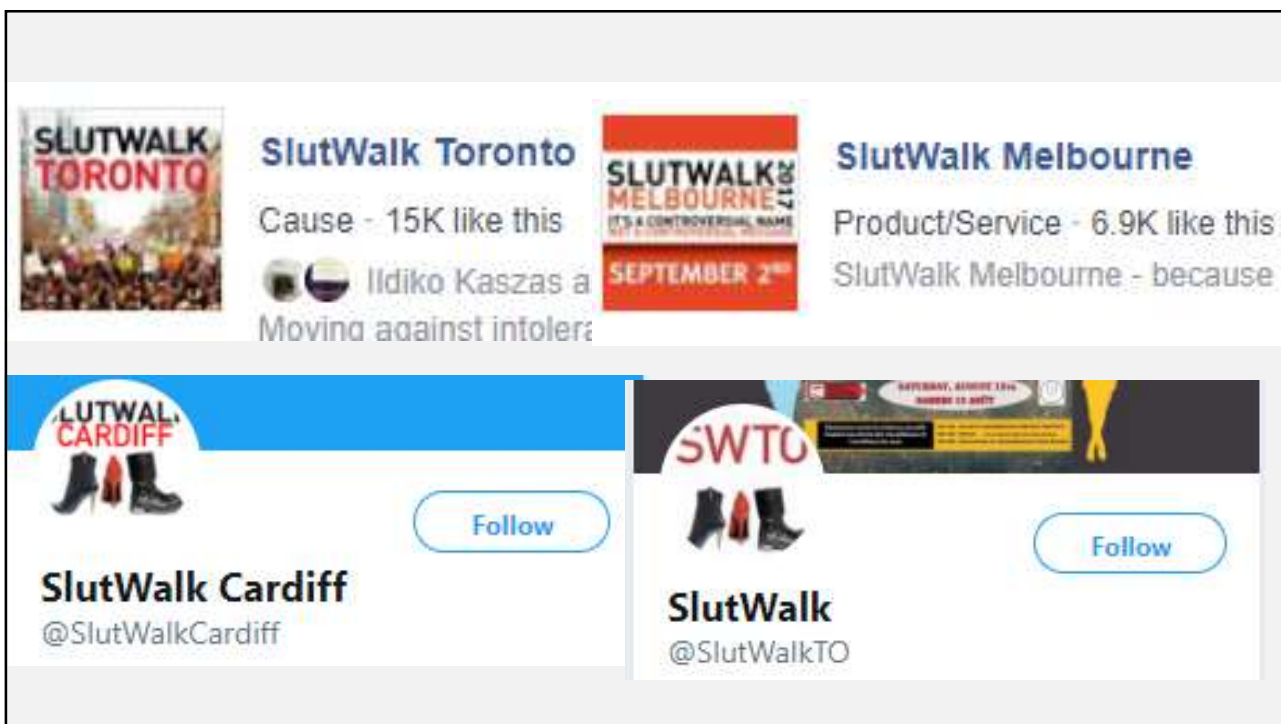 SLUTWALK
TORONTO
SlutWalk Toronto
Cause · 15K like this
Ildiko Kaszas a
Moving against intolera
SLUTWALK 2017
MELBOURNE
IT'S A CONTROVERSIAL NAME
SEPTEMBER 2ND
SlutWalk Melbourne
Product/Service · 6.9K like this
SlutWalk Melbourne - because
LUTWAL
CARDIFF
Follow
SlutWalk Cardiff
@SlutWalkCardiff
SATURDAY, AUGUST
SWTO
Follow
SlutWalk
@SlutWalkTO